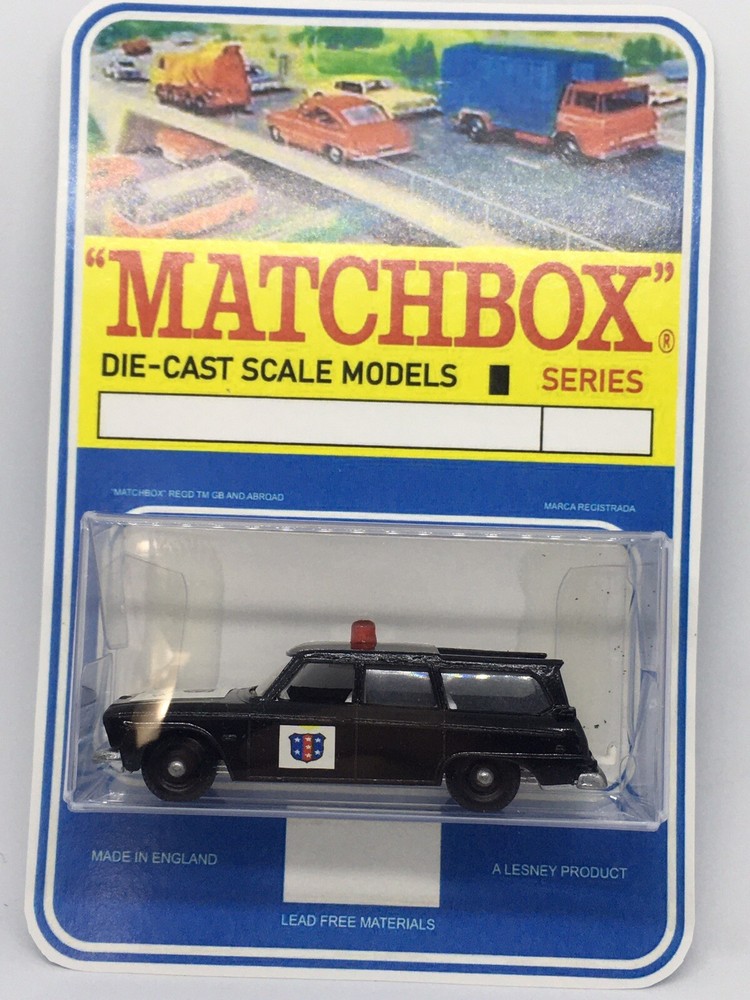 "MATCHBOX"®
DIE-CAST SCALE MODELS ■ SERIES
"MATCHBOX" REGD TM GB AND ABROAD
MARCA REGISTRADA
MADE IN ENGLAND
A LESNEY PRODUCT
LEAD FREE MATERIALS